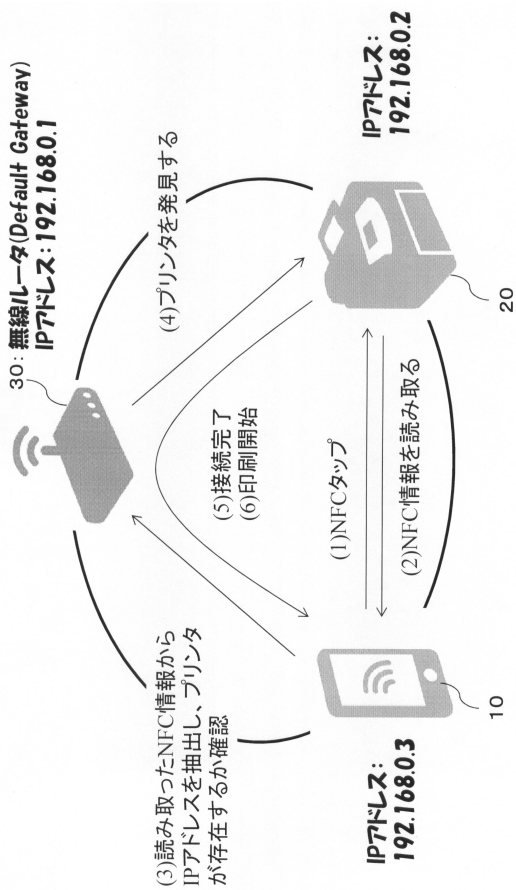 30：無線ルータ(Default Gateway)
IPアドレス：192.168.0.1
(3)読み取ったNFC情報から
IPアドレスを抽出し、プリンタ
が存在するか確認
(4)プリンタを発見する
(5)接続完了
(6)印刷開始
(1)NFCタップ
(2)NFC情報を読み取る
IPアドレス：
192.168.0.3
10
IPアドレス：
192.168.0.2
20